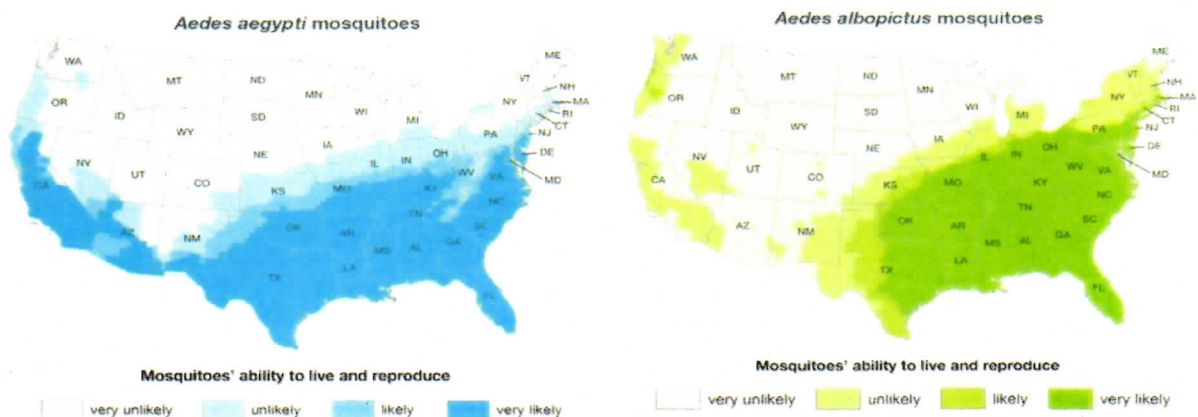 Aedes aegypti mosquitoes
WA
MT
ND
MN
ME
VT
NH
OR
ID
SD
WI
MI
NY
MA
RI
CT
WY
IA
PA
NJ
NE
NV
UT
CO
IL
IN
OH
WV
VA
DE
MD
CA
KS
MO
KY
AZ
NM
OK
AR
TN
NC
SC
MS
AL
GA
TX
LA
FL
Mosquitoes' ability to live and reproduce
very unlikely
unlikely
likely
very likely
Aedes albopictus mosquitoes
WA
MT
ND
MN
ME
VT
NH
OR
ID
SD
WI
MI
NY
MA
RI
CT
WY
IA
PA
NJ
NE
NV
UT
CO
IL
IN
OH
WV
VA
DE
MD
CA
KS
MO
KY
AZ
NM
OK
AR
TN
NC
SC
MS
AL
GA
TX
LA
FL
Mosquitoes' ability to live and reproduce
very unlikely
unlikely
likely
very likely